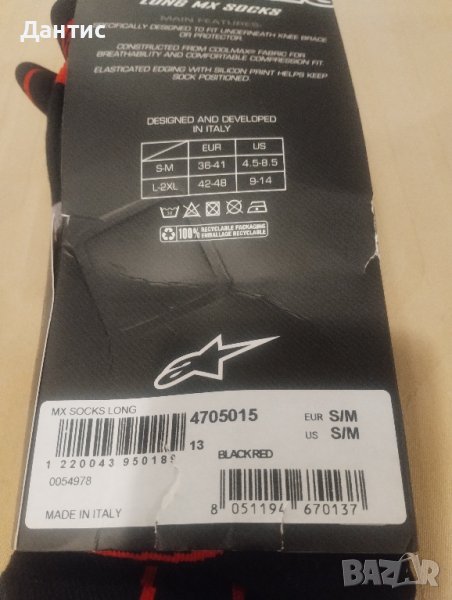 Дантис
LONG MX SOCKS
MAIN FEATURES
SPECIFICALLY DESIGNED TO FIT UNDERNEATH KNEE BRACE
OR PROTECTOR.
CONSTRUCTED FROM COOLMAX® FABRIC FOR
BREATHABILITY AND COMFORTABLE COMPRESSION FIT.
ELASTICATED EDGING WITH SILICON PRINT HELPS KEEP
SOCK POSITIONED.
DESIGNED AND DEVELOPED
IN ITALY
EUR US
S-M 36-41 4.5-8.5
L-2XL 42-48 9-14
100% RECYCLABLE PACKAGING
EMBALLAGE RECYCLABLE
MX SOCKS LONG 4705015 EUR S/M
13 US S/M
1 220043 950189 BLACK RED
0054978
MADE IN ITALY 8 051194 670137
BAZAR